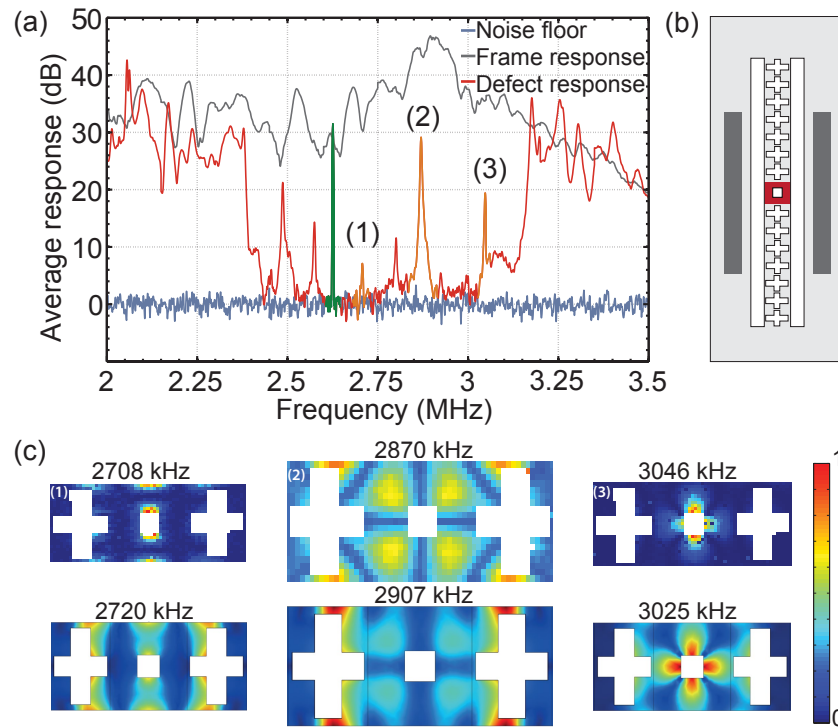 (a)
(b)
50
40
30
20
10
0
Average response (dB)
Noise floor
Frame response
Defect response
(1)
(2)
(3)
2
2.25
2.5
2.75
3
3.25
3.5
Frequency (MHz)
(c)
2708 kHz
2870 kHz
3046 kHz
1
(1)
(2)
(3)
2720 kHz
2907 kHz
3025 kHz
0